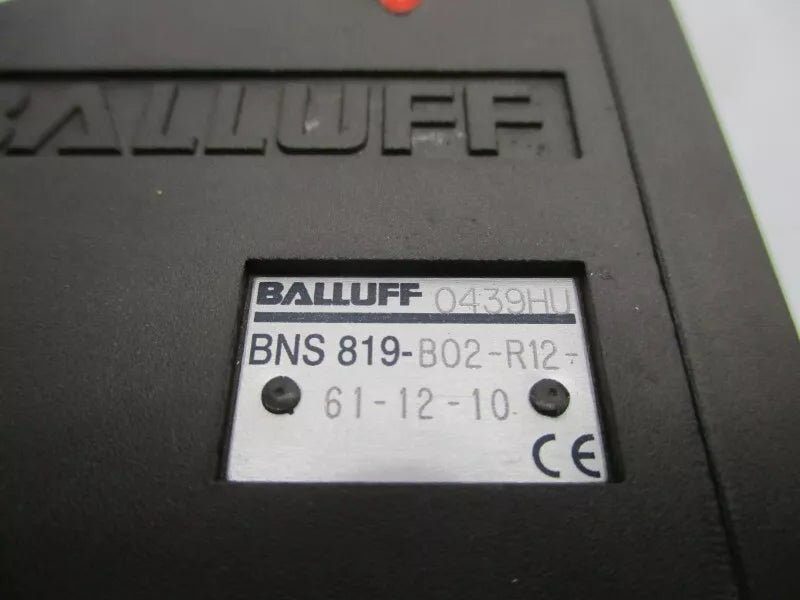 BALLUFF
BALLUFF 0439HU
BNS 819-B02-R12-
61-12-10
CE